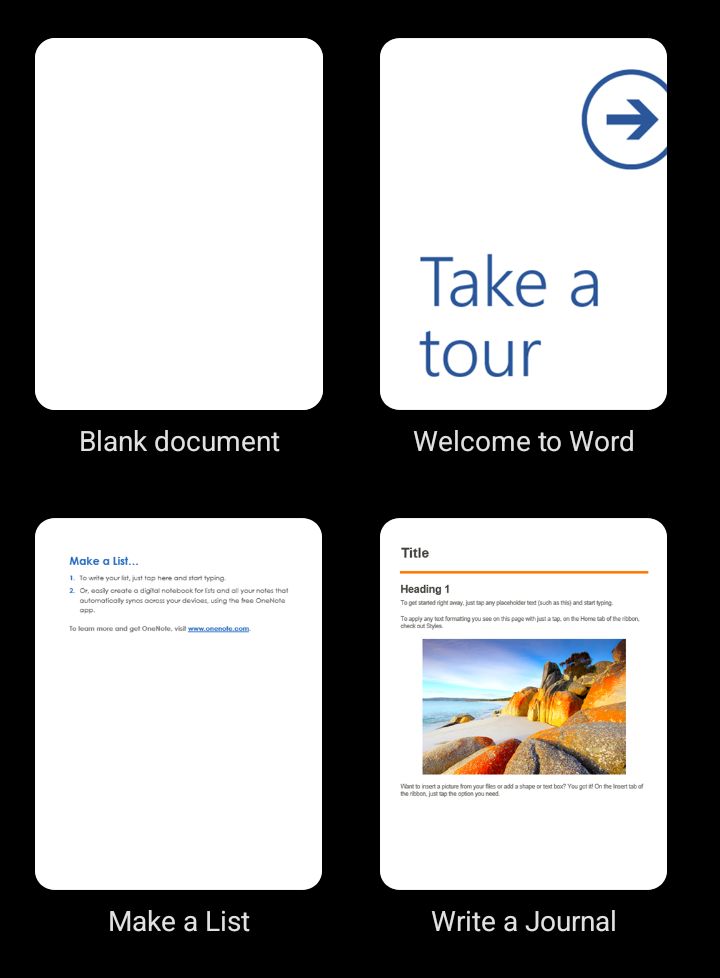 Take a
tour
Blank document
Welcome to Word
Make a List...
1. To write your list, just tap here and start typing.
2. Or, easily create a digital notebook for lists and all your notes that
automatically syncs across your devices, using the free OneNote
app.
To learn more and get OneNote, visit www.onenote.com.
Title
Heading 1
To get started right away, just tap any placeholder text (such as this) and start typing.
To apply any text formatting you see on this page with just a tap, on the Home tab of the ribbon,
check out Styles.
Want to insert a picture from your files or add a shape or text box? You got it! On the Insert tab of
the ribbon, just tap the option you need.
Make a List
Write a Journal